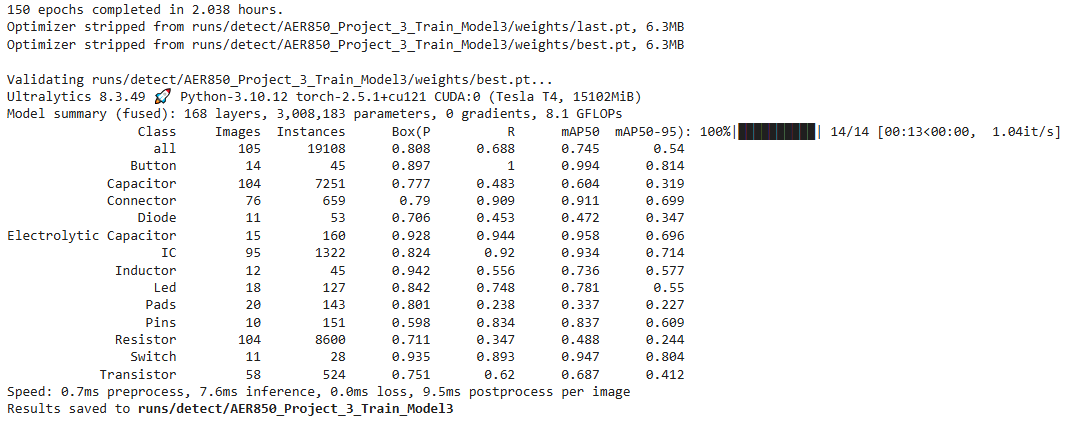 150 epochs completed in 2.038 hours.
Optimizer stripped from runs/detect/AER850_Project_3_Train_Model3/weights/last.pt, 6.3MB
Optimizer stripped from runs/detect/AER850_Project_3_Train_Model3/weights/best.pt, 6.3MB
Validating runs/detect/AER850_Project_3_Train_Model3/weights/best.pt...
Ultralytics 8.3.49 🚀 Python-3.10.12 torch-2.5.1+cu121 CUDA:0 (Tesla T4, 15102MiB)
Model summary (fused): 168 layers, 3,008,183 parameters, 0 gradients, 8.1 GFLOPs
Class Images Instances Box(P R mAP50 mAP50-95): 100%|██████████| 14/14 [00:13<00:00, 1.04it/s]
all 105 19108 0.808 0.688 0.745 0.54
Button 14 45 0.897 1 0.994 0.814
Capacitor 104 7251 0.777 0.483 0.604 0.319
Connector 76 659 0.79 0.909 0.911 0.699
Diode 11 53 0.706 0.453 0.472 0.347
Electrolytic Capacitor 15 160 0.928 0.944 0.958 0.696
IC 95 1322 0.824 0.92 0.934 0.714
Inductor 12 45 0.942 0.556 0.736 0.577
Led 18 127 0.842 0.748 0.781 0.55
Pads 20 143 0.801 0.238 0.337 0.227
Pins 10 151 0.598 0.834 0.837 0.609
Resistor 104 8600 0.711 0.347 0.488 0.244
Switch 11 28 0.935 0.893 0.947 0.804
Transistor 58 524 0.751 0.62 0.687 0.412
Speed: 0.7ms preprocess, 7.6ms inference, 0.0ms loss, 9.5ms postprocess per image
Results saved to runs/detect/AER850_Project_3_Train_Model3